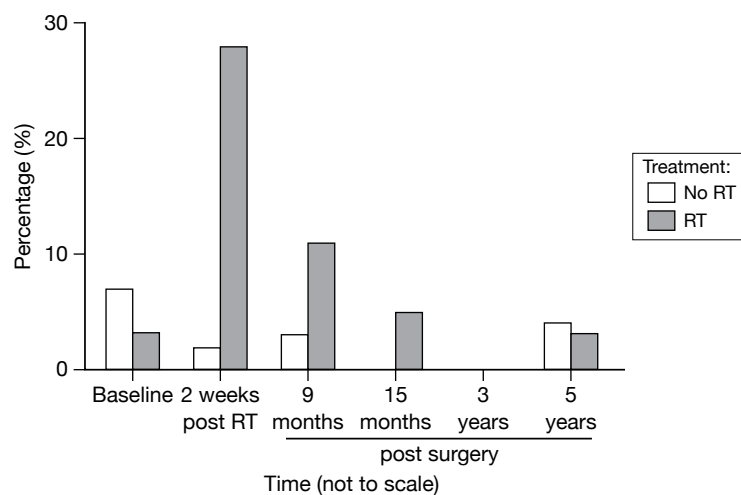 30
20
10
0
Percentage (%)
Baseline
2 weeks
post RT
9
months
15
months
3
years
5
years
post surgery
Time (not to scale)
Treatment:
No RT
RT